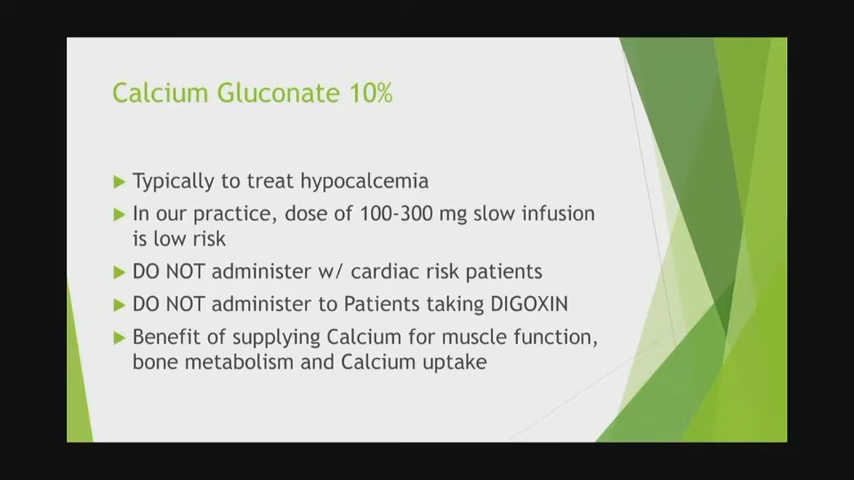 Calcium Gluconate 10%
Typically to treat hypocalcemia
In our practice, dose of 100-300 mg slow infusion
is low risk
DO NOT administer w/ cardiac risk patients
DO NOT administer to Patients taking DIGOXIN
Benefit of supplying Calcium for muscle function,
bone metabolism and Calcium uptake